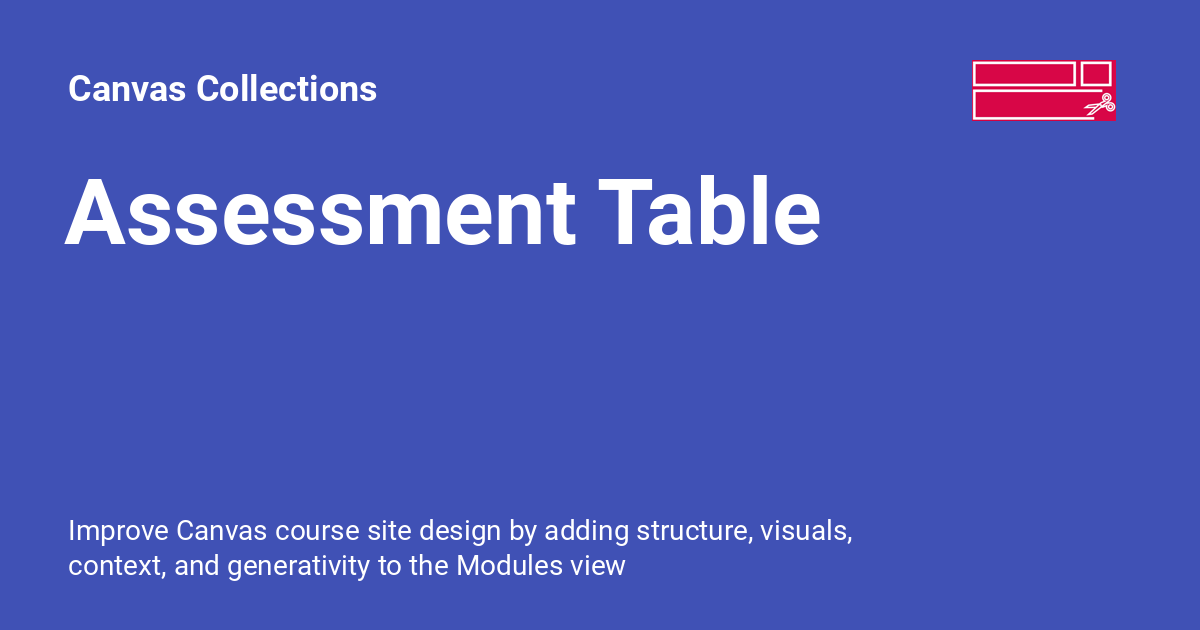 Canvas Collections
Assessment Table
Improve Canvas course site design by adding structure, visuals,
context, and generativity to the Modules view